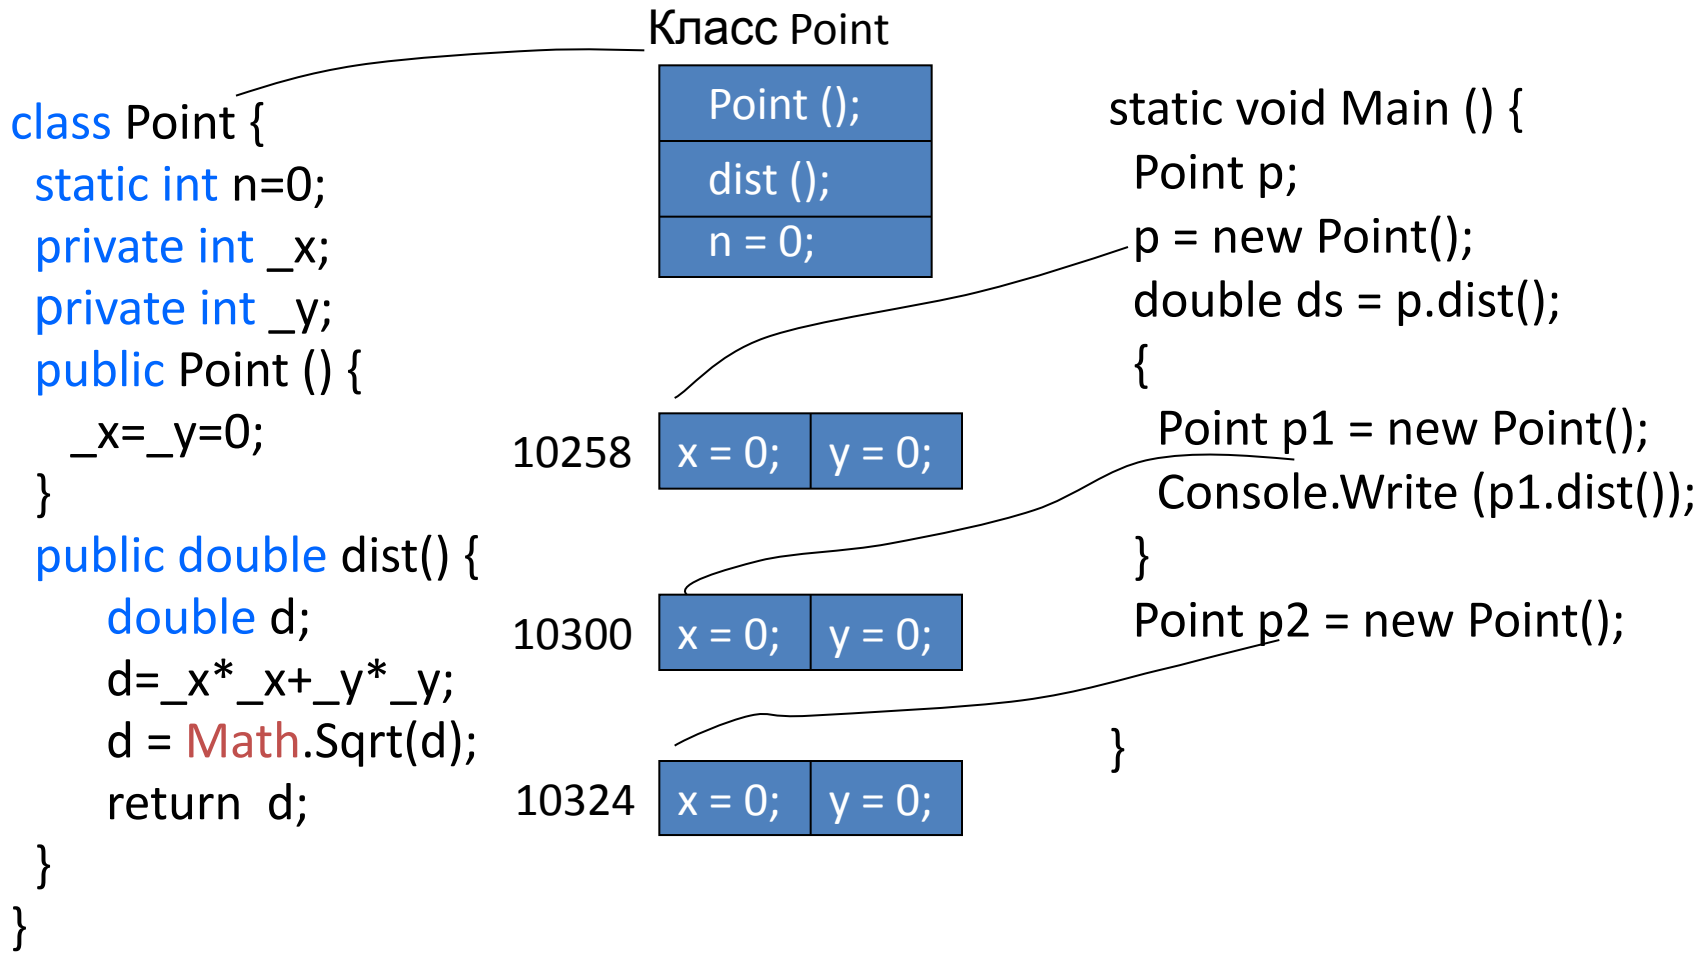 Класс Point
class Point {
static int n=0;
private int _x;
private int _y;
public Point () {
_x=_y=0;
}
public double dist() {
double d;
d=_x*_x+_y*_y;
d = Math.Sqrt(d);
return d;
}
}
Point ();
dist ();
n = 0;
10258 x = 0; y = 0;
10300 x = 0; y = 0;
10324 x = 0; y = 0;
static void Main () {
Point p;
p = new Point();
double ds = p.dist();
{
Point p1 = new Point();
Console.Write (p1.dist());
}
Point p2 = new Point();
}